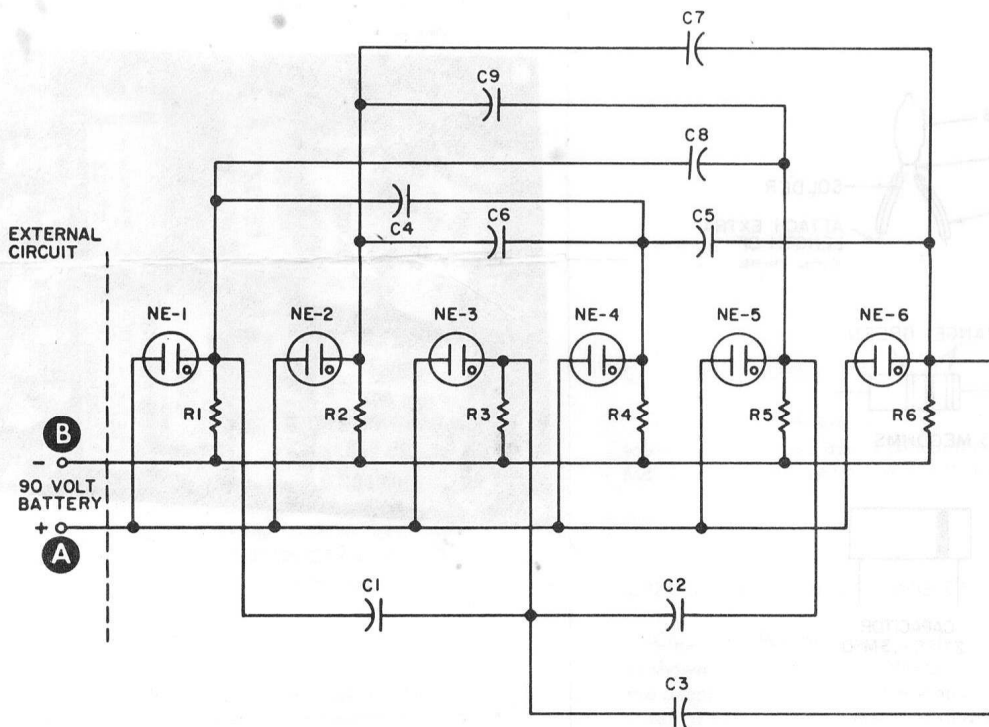 C7
C9
C8
C4
C6
C5
EXTERNAL
CIRCUIT
NE-1
NE-2
NE-3
NE-4
NE-5
NE-6
R1
R2
R3
R4
R5
R6
B
-
90 VOLT
BATTERY
+
A
C1
C2
C3
SOLDER